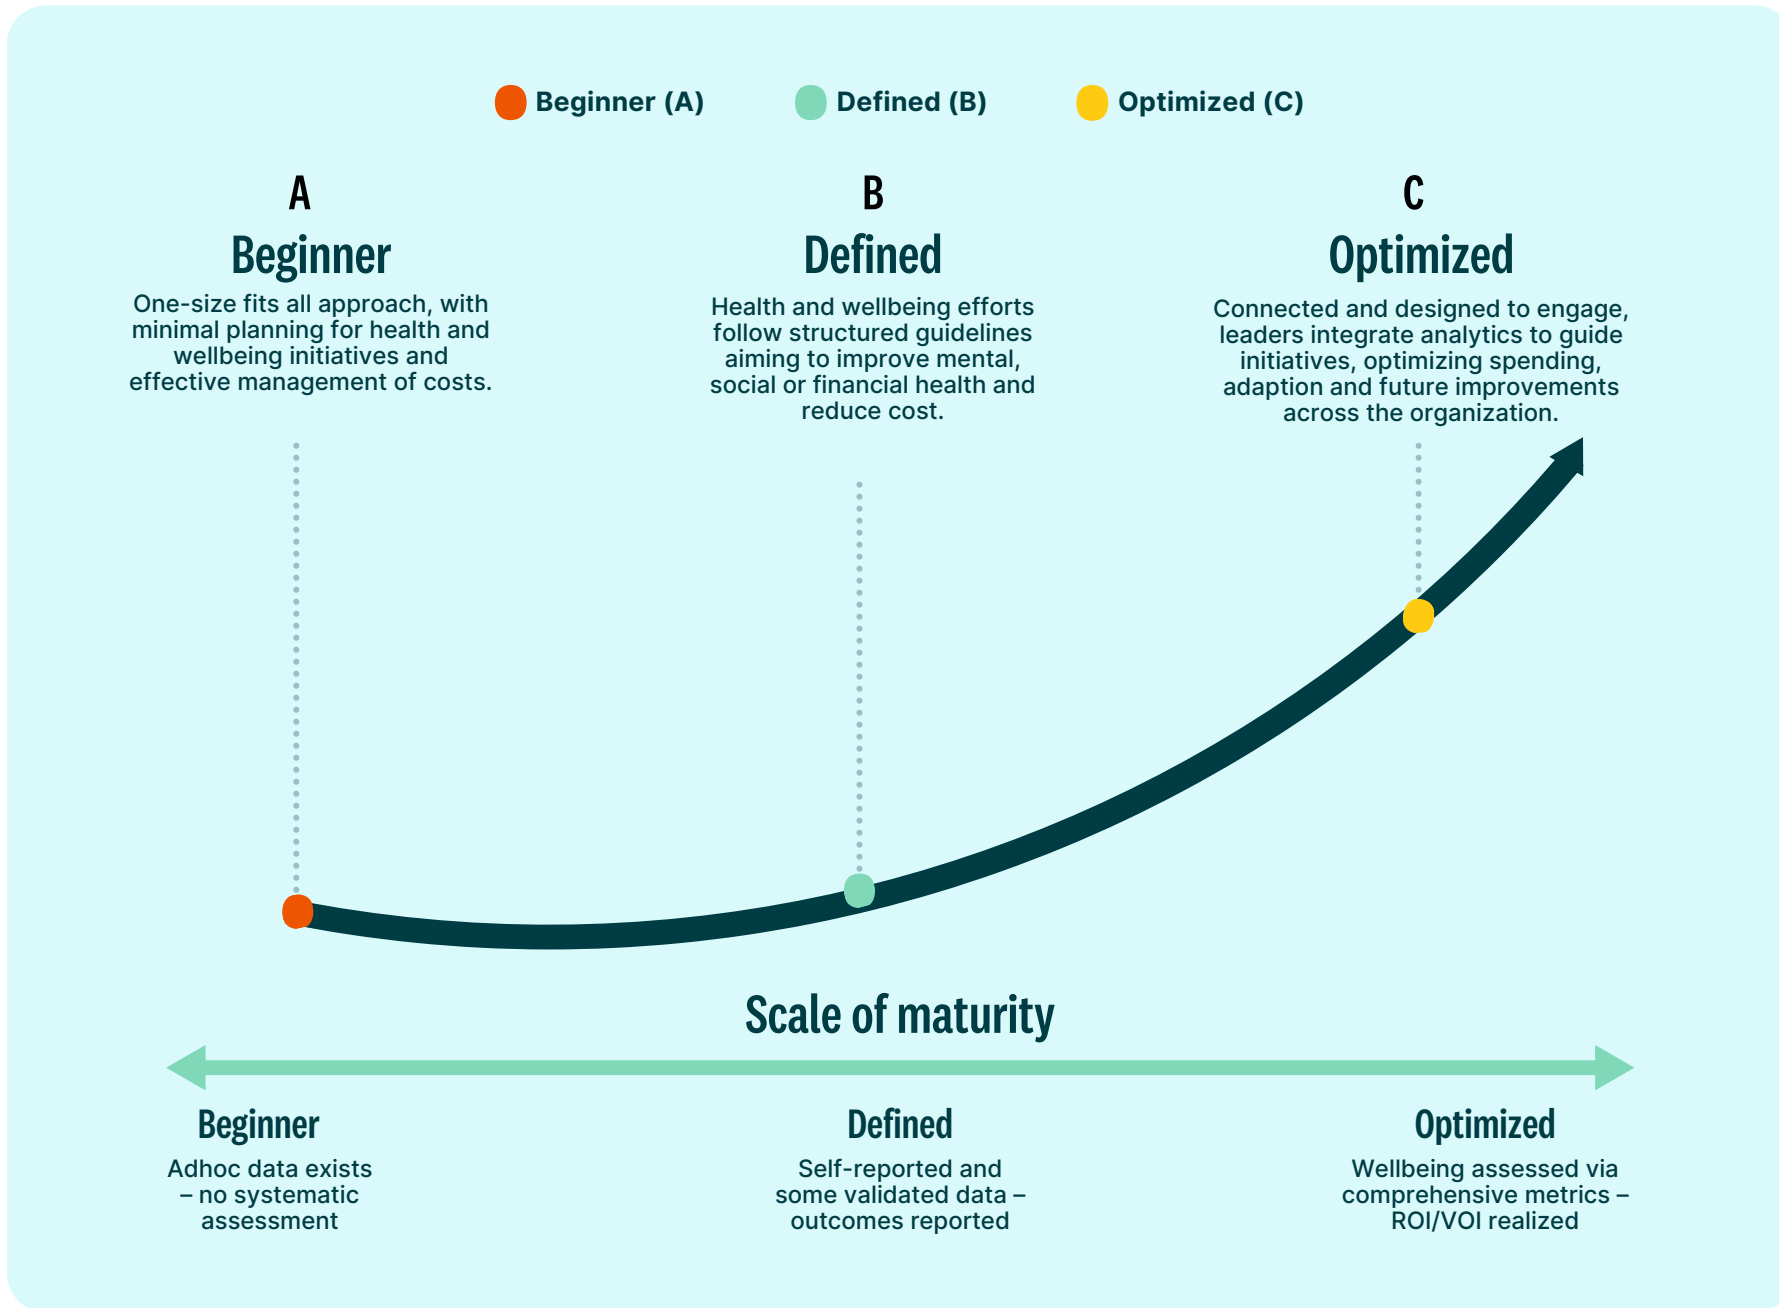 Beginner (A)
Defined (B)
Optimized (C)
A
Beginner
One-size fits all approach, with
minimal planning for health and
wellbeing initiatives and
effective management of costs.
B
Defined
Health and wellbeing efforts
follow structured guidelines
aiming to improve mental,
social or financial health and
reduce cost.
C
Optimized
Connected and designed to engage,
leaders integrate analytics to guide
initiatives, optimizing spending,
adaption and future improvements
across the organization.
Scale of maturity
Beginner
Adhoc data exists
– no systematic
assessment
Defined
Self-reported and
some validated data –
outcomes reported
Optimized
Wellbeing assessed via
comprehensive metrics –
ROI/VOI realized